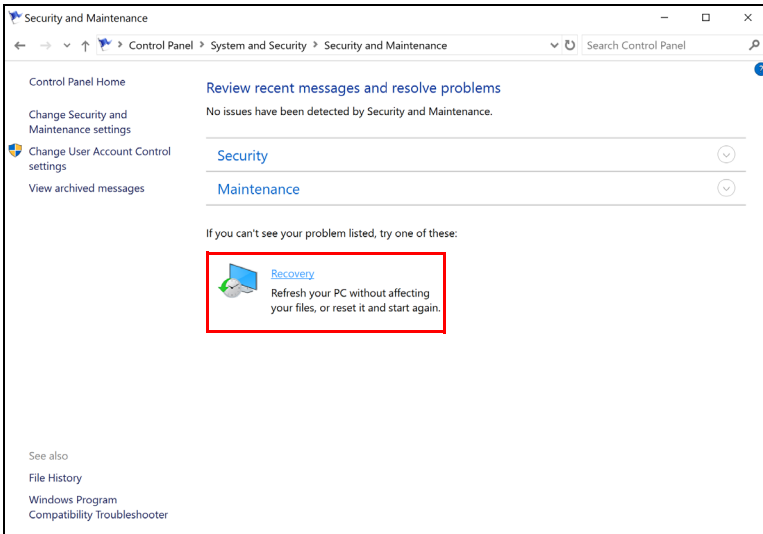 Security and Maintenance
Control Panel > System and Security > Security and Maintenance
Search Control Panel
?
Control Panel Home
Change Security and
Maintenance settings
Change User Account Control
settings
View archived messages
Review recent messages and resolve problems
No issues have been detected by Security and Maintenance.
Security
Maintenance
If you can't see your problem listed, try one of these:
Recovery
Refresh your PC without affecting
your files, or reset it and start again.
See also
File History
Windows Program
Compatibility Troubleshooter